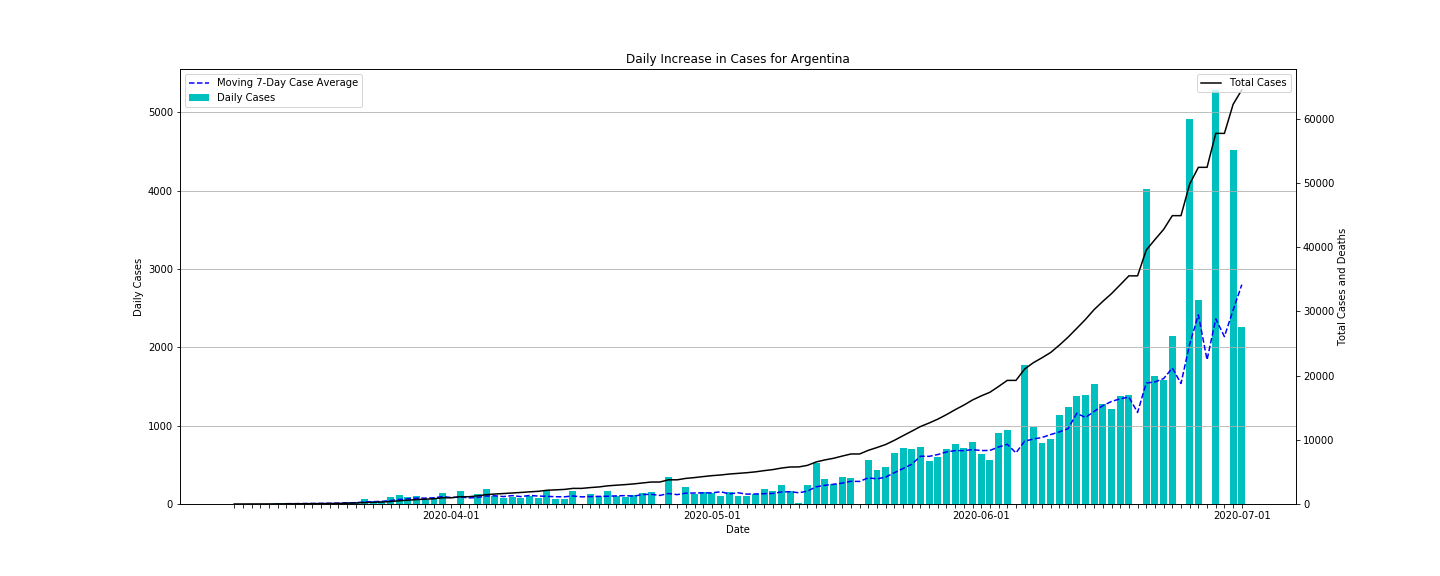 Daily Increase in Cases for Argentina
Moving 7-Day Case Average
Daily Cases
Total Cases
5000
4000
3000
2000
1000
0
Daily Cases
60000
50000
40000
30000
20000
10000
0
Total Cases and Deaths
2020-04-01
2020-05-01
2020-06-01
2020-07-01
Date